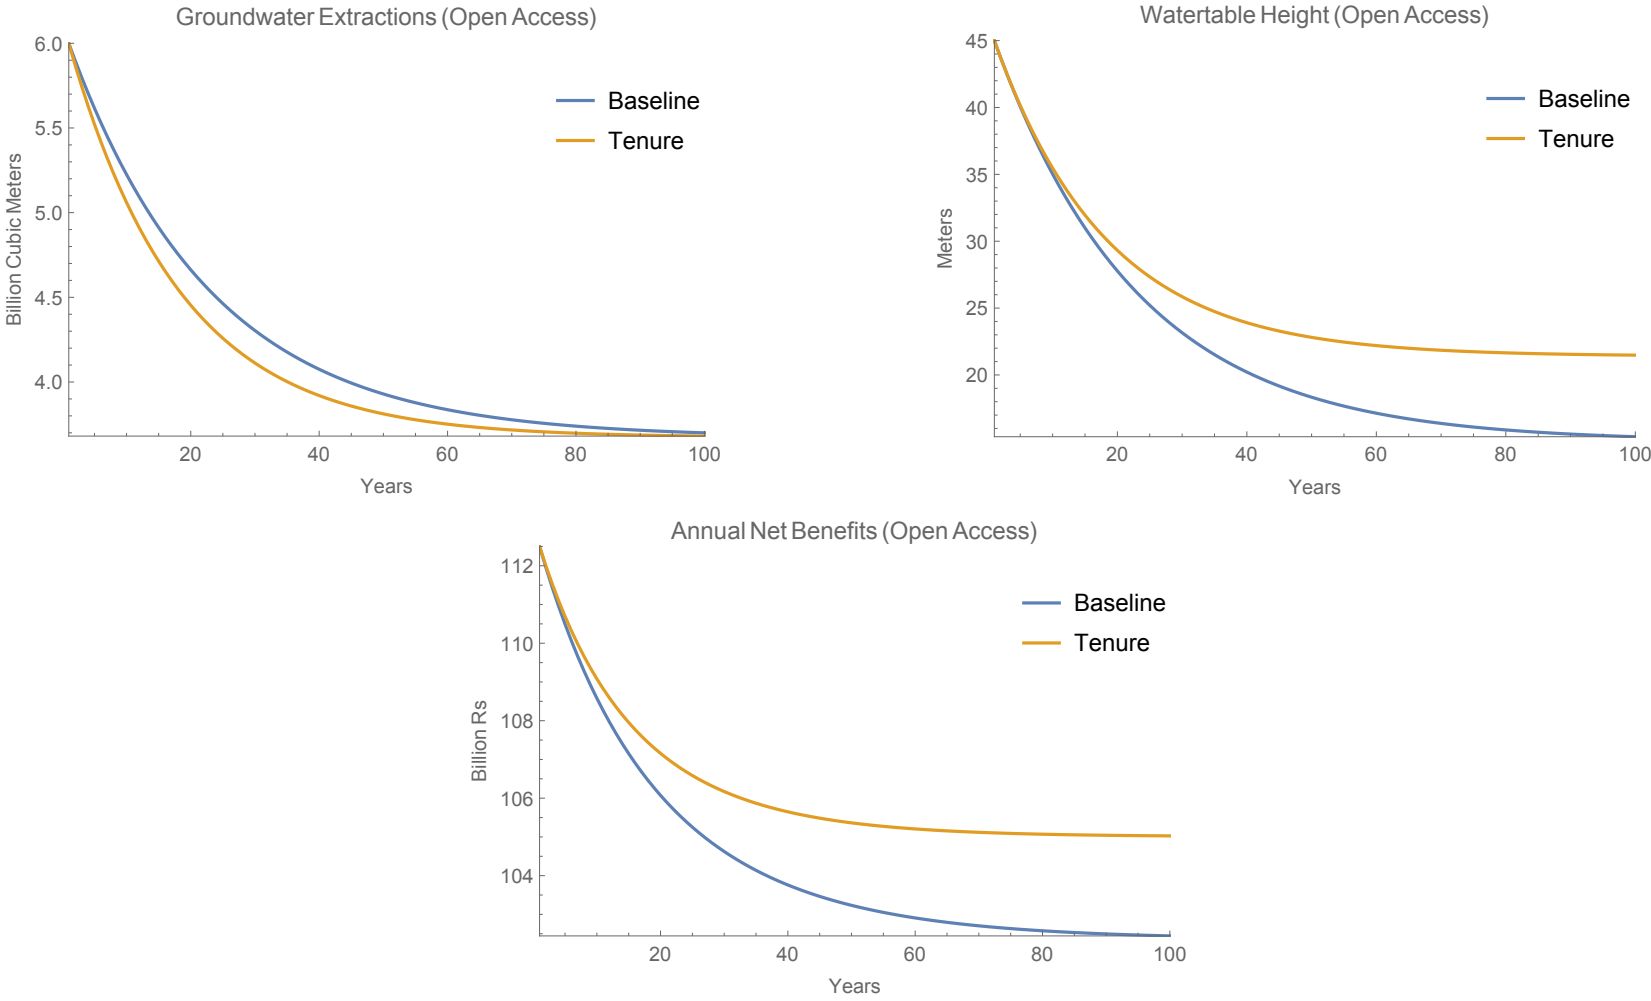 Groundwater Extractions (Open Access)
6.0
5.5
5.0
4.5
4.0
Billion Cubic Meters
Baseline
Tenure
20 40 60 80 100
Years
Watertable Height (Open Access)
45
40
35
30
25
20
Meters
Baseline
Tenure
20 40 60 80 100
Years
Annual Net Benefits (Open Access)
112
110
108
106
104
Billion Rs
Baseline
Tenure
20 40 60 80 100
Years